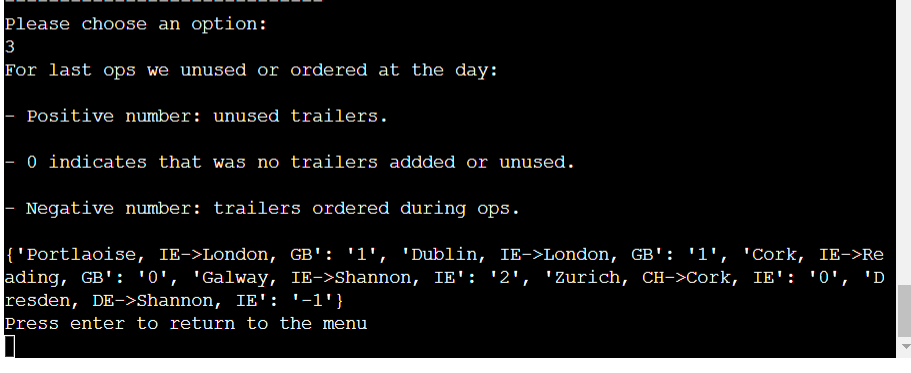 Please choose an option:
3
For last ops we unused or ordered at the day:
- Positive number: unused trailers.
- 0 indicates that was no trailers addded or unused.
- Negative number: trailers ordered during ops.
{'Portlaoise, IE->London, GB': '1', 'Dublin, IE->London, GB': '1', 'Cork, IE->Re
ading, GB': '0', 'Galway, IE->Shannon, IE': '2', 'Zurich, CH->Cork, IE': '0', 'D
resden, DE->Shannon, IE': '-1'}
Press enter to return to the menu